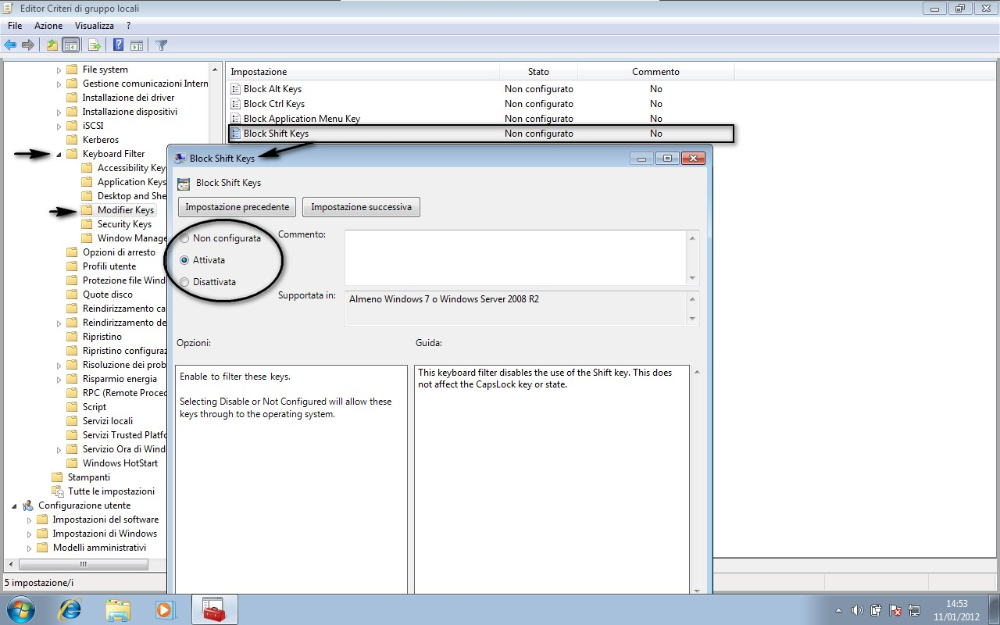 Editor Criteri di gruppo locali
File Azione Visualizza ?
File system
Gestione comunicazioni Intern
Installazione dei driver
Installazione dispositivi
iSCSI
Kerberos
Keyboard Filter
Accessibility Key
Application Keys
Desktop and She
Modifier Keys
Security Keys
Window Manage
Opzioni di arresto
Profili utente
Protezione file Wind
Quote disco
Reindirizzamento ca
Reindirizzamento de
Ripristino
Ripristino configuraz
Risoluzione dei prob
Risparmio energia
RPC (Remote Proced
Script
Servizi locali
Servizi Trusted Platfo
Servizio Ora di Wind
Windows HotStart
Stampanti
Tutte le impostazioni
Configurazione utente
Impostazioni del software
Impostazioni di Windows
Modelli amministrativi
5 impostazione/i
Impostazione Stato Commento
Block Alt Keys Non configurato No
Block Ctrl Keys Non configurato No
Block Application Menu Key Non configurato No
Block Shift Keys Non configurato No
Block Shift Keys
Block Shift Keys
Impostazione precedente Impostazione successiva
Non configurata
Attivata
Disattivata
Commento:
Supportata in:
Almeno Windows 7 o Windows Server 2008 R2
Opzioni:
Guida:
Enable to filter these keys.
Selecting Disable or Not Configured will allow these
keys through to the operating system.
This keyboard filter disables the use of the Shift key. This does
not affect the CapsLock key or state.
14:53
11/01/2012